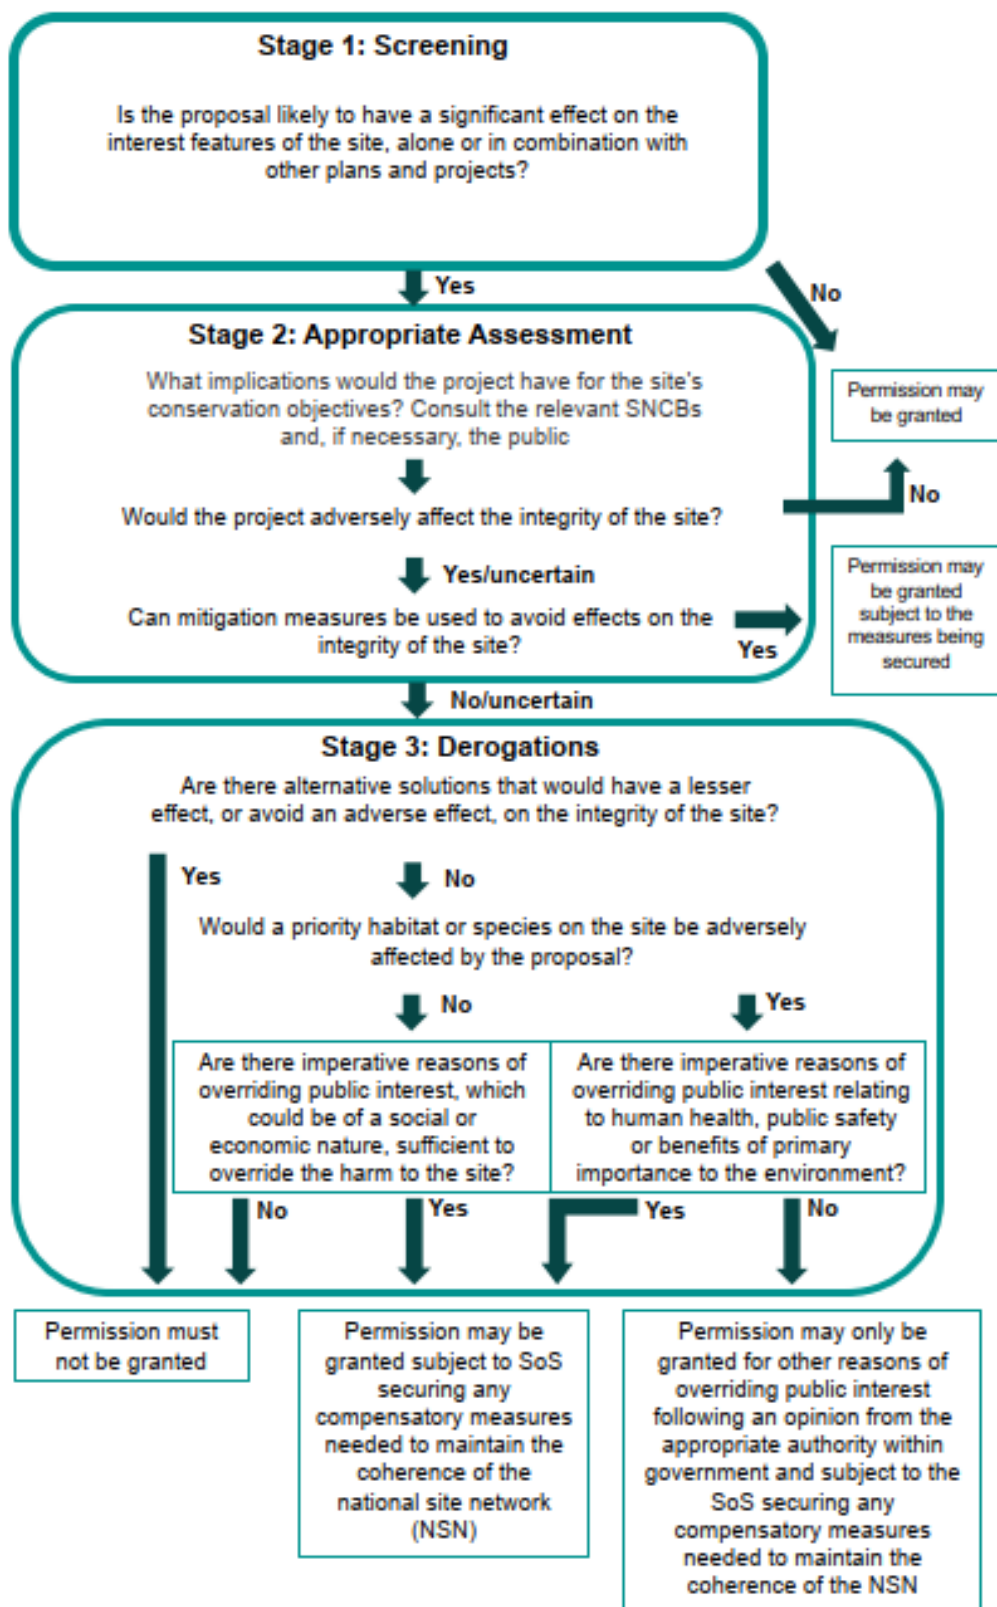 Stage 1: Screening
Is the proposal likely to have a significant effect on the
interest features of the site, alone or in combination with
other plans and projects?
Yes
No
Stage 2: Appropriate Assessment
What implications would the project have for the site's
conservation objectives? Consult the relevant SNCBs
and, if necessary, the public
Permission may
be granted
Would the project adversely affect the integrity of the site?
No
Yes/uncertain
Can mitigation measures be used to avoid effects on the
integrity of the site?
Yes
Permission may
be granted
subject to the
measures being
secured
No/uncertain
Stage 3: Derogations
Are there alternative solutions that would have a lesser
effect, or avoid an adverse effect, on the integrity of the site?
Yes
No
Would a priority habitat or species on the site be adversely
affected by the proposal?
No
Yes
Are there imperative reasons of
overriding public interest, which
could be of a social or
economic nature, sufficient to
override the harm to the site?
Are there imperative reasons of
overriding public interest relating
to human health, public safety
or benefits of primary
importance to the environment?
No
Yes
Yes
No
Permission must
not be granted
Permission may be
granted subject to SoS
securing any
compensatory measures
needed to maintain the
coherence of the
national site network
(NSN)
Permission may only be
granted for other reasons of
overriding public interest
following an opinion from the
appropriate authority within
government and subject to the
SoS securing any
compensatory measures
needed to maintain the
coherence of the NSN